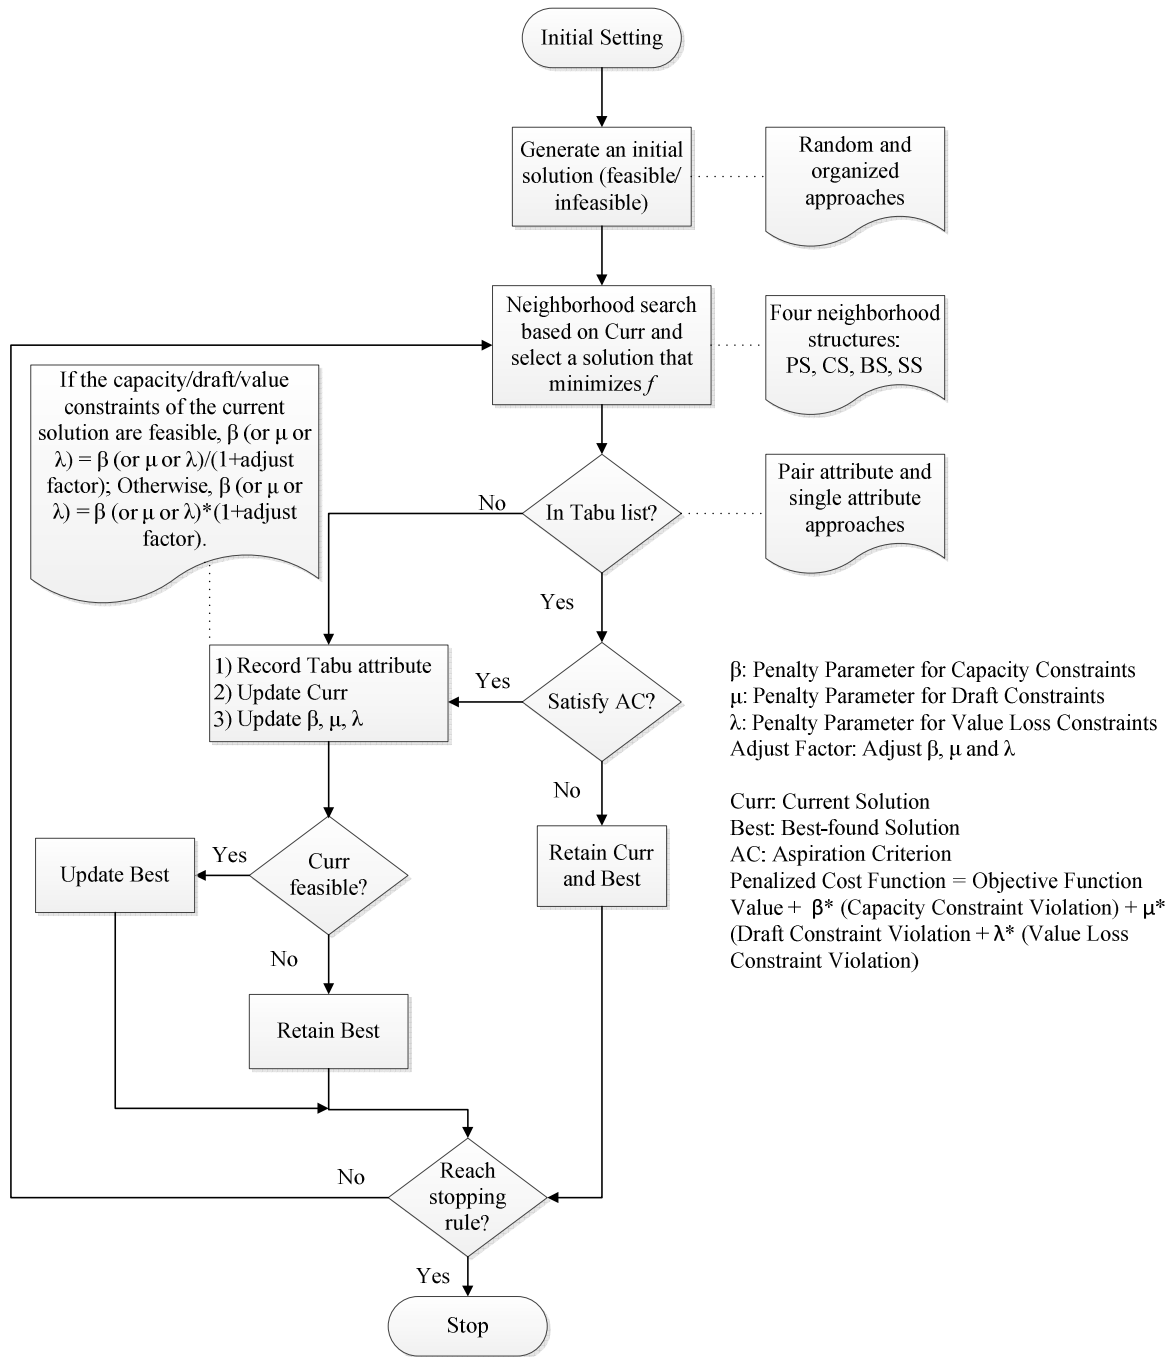 Initial Setting
Generate an initial
solution (feasible/
infeasible)
Random and
organized
approaches
Neighborhood search
based on Curr and
select a solution that
minimizes f
Four neighborhood
structures:
PS, CS, BS, SS
If the capacity/draft/value
constraints of the current
solution are feasible, β (or μ or
λ) = β (or μ or λ)/(1+adjust
factor); Otherwise, β (or μ or
λ) = β (or μ or λ)*(1+adjust
factor).
In Tabu list?
No
Yes
Pair attribute and
single attribute
approaches
1) Record Tabu attribute
2) Update Curr
3) Update β, μ, λ
Yes
Satisfy AC?
No
β: Penalty Parameter for Capacity Constraints
μ: Penalty Parameter for Draft Constraints
λ: Penalty Parameter for Value Loss Constraints
Adjust Factor: Adjust β, μ and λ
Curr: Current Solution
Best: Best-found Solution
AC: Aspiration Criterion
Penalized Cost Function = Objective Function
Value + β* (Capacity Constraint Violation) + μ*
(Draft Constraint Violation + λ* (Value Loss
Constraint Violation)
Update Best
Yes
Curr
feasible?
Retain Curr
and Best
No
Retain Best
No
Reach
stopping
rule?
Yes
Stop